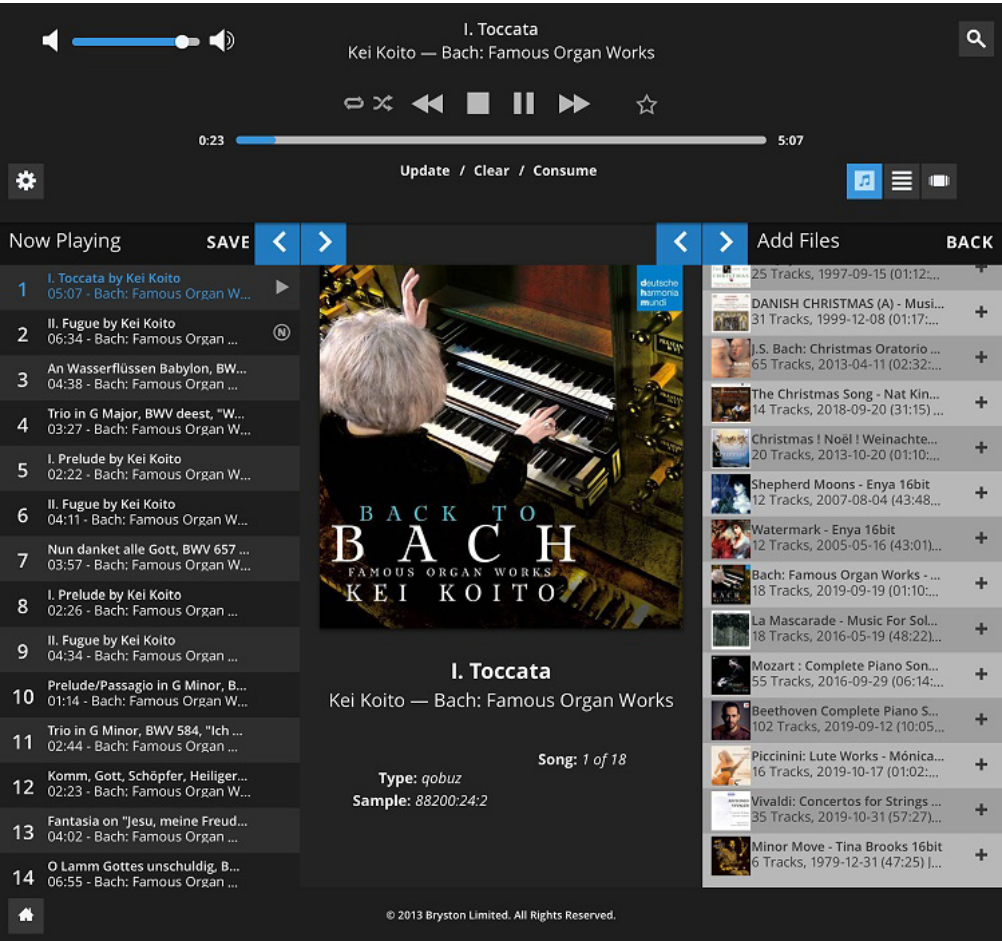 I. Toccata
Kei Koito — Bach: Famous Organ Works
0:23
5:07
Update / Clear / Consume
Now Playing
SAVE
1
I. Toccata by Kei Koito
05:07 - Bach: Famous Organ W...
2
II. Fugue by Kei Koito
06:34 - Bach: Famous Organ ...
N
3
An Wasserflüssen Babylon, BW...
04:38 - Bach: Famous Organ ...
4
Trio in G Major, BWV deest, "W...
03:27 - Bach: Famous Organ W...
5
I. Prelude by Kei Koito
02:22 - Bach: Famous Organ W...
6
II. Fugue by Kei Koito
04:11 - Bach: Famous Organ W...
7
Nun danket alle Gott, BWV 657 ...
03:57 - Bach: Famous Organ W...
8
I. Prelude by Kei Koito
02:26 - Bach: Famous Organ ...
9
II. Fugue by Kei Koito
04:34 - Bach: Famous Organ ...
10
Prelude/Passagio in G Minor, B...
01:14 - Bach: Famous Organ W...
11
Trio in G Minor, BWV 584, "Ich ...
02:44 - Bach: Famous Organ W...
12
Komm, Gott, Schöpfer, Heiliger...
02:23 - Bach: Famous Organ W...
13
Fantasia on "Jesu, meine Freud...
04:02 - Bach: Famous Organ ...
14
O Lamm Gottes unschuldig, B...
06:55 - Bach: Famous Organ ...
deutsche
harmonia
mundi
BACK TO
BACH
FAMOUS ORGAN WORKS
KEI KOITO
I. Toccata
Kei Koito — Bach: Famous Organ Works
Song: 1 of 18
Type: qobuz
Sample: 88200:24:2
Add Files
BACK
25 Tracks, 1997-09-15 (01:12:...
DANISH CHRISTMAS (A) - Musi...
31 Tracks, 1999-12-08 (01:17:...
J.S. Bach: Christmas Oratorio ...
65 Tracks, 2013-04-11 (02:32:...
The Christmas Song - Nat Kin...
14 Tracks, 2018-09-20 (31:15) ...
Christmas ! Noël ! Weinachte...
20 Tracks, 2013-10-20 (01:10:...
Shepherd Moons - Enya 16bit
12 Tracks, 2007-08-04 (43:48...
Watermark - Enya 16bit
12 Tracks, 2005-05-16 (43:01)...
Bach: Famous Organ Works - ...
18 Tracks, 2019-09-19 (01:10:...
La Mascarade - Music For Sol...
18 Tracks, 2016-05-19 (48:22)...
Mozart : Complete Piano Son...
55 Tracks, 2016-09-29 (06:14:...
Beethoven Complete Piano S...
102 Tracks, 2019-09-12 (10:05...
Piccinini: Lute Works - Mónica...
16 Tracks, 2019-10-17 (01:02:...
Vivaldi: Concertos for Strings ...
35 Tracks, 2019-10-31 (57:27)...
Minor Move - Tina Brooks 16bit
6 Tracks, 1979-12-31 (47:25) |...
© 2013 Bryston Limited. All Rights Reserved.